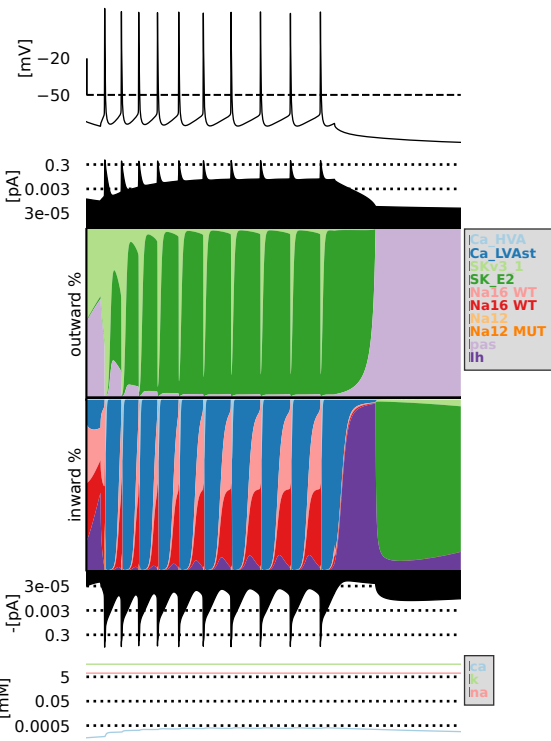 [mV]
−20
−50
[pA]
0.3
0.003
3e-05
outward %
Ca_HVA
Ca_LVAst
SKv3_1
SK_E2
Na16 WT
Na16 WT
Na12
Na12 MUT
pas
Ih
inward %
-[pA]
3e-05
0.003
0.3
[mM]
5
0.05
0.0005
ca
k
na